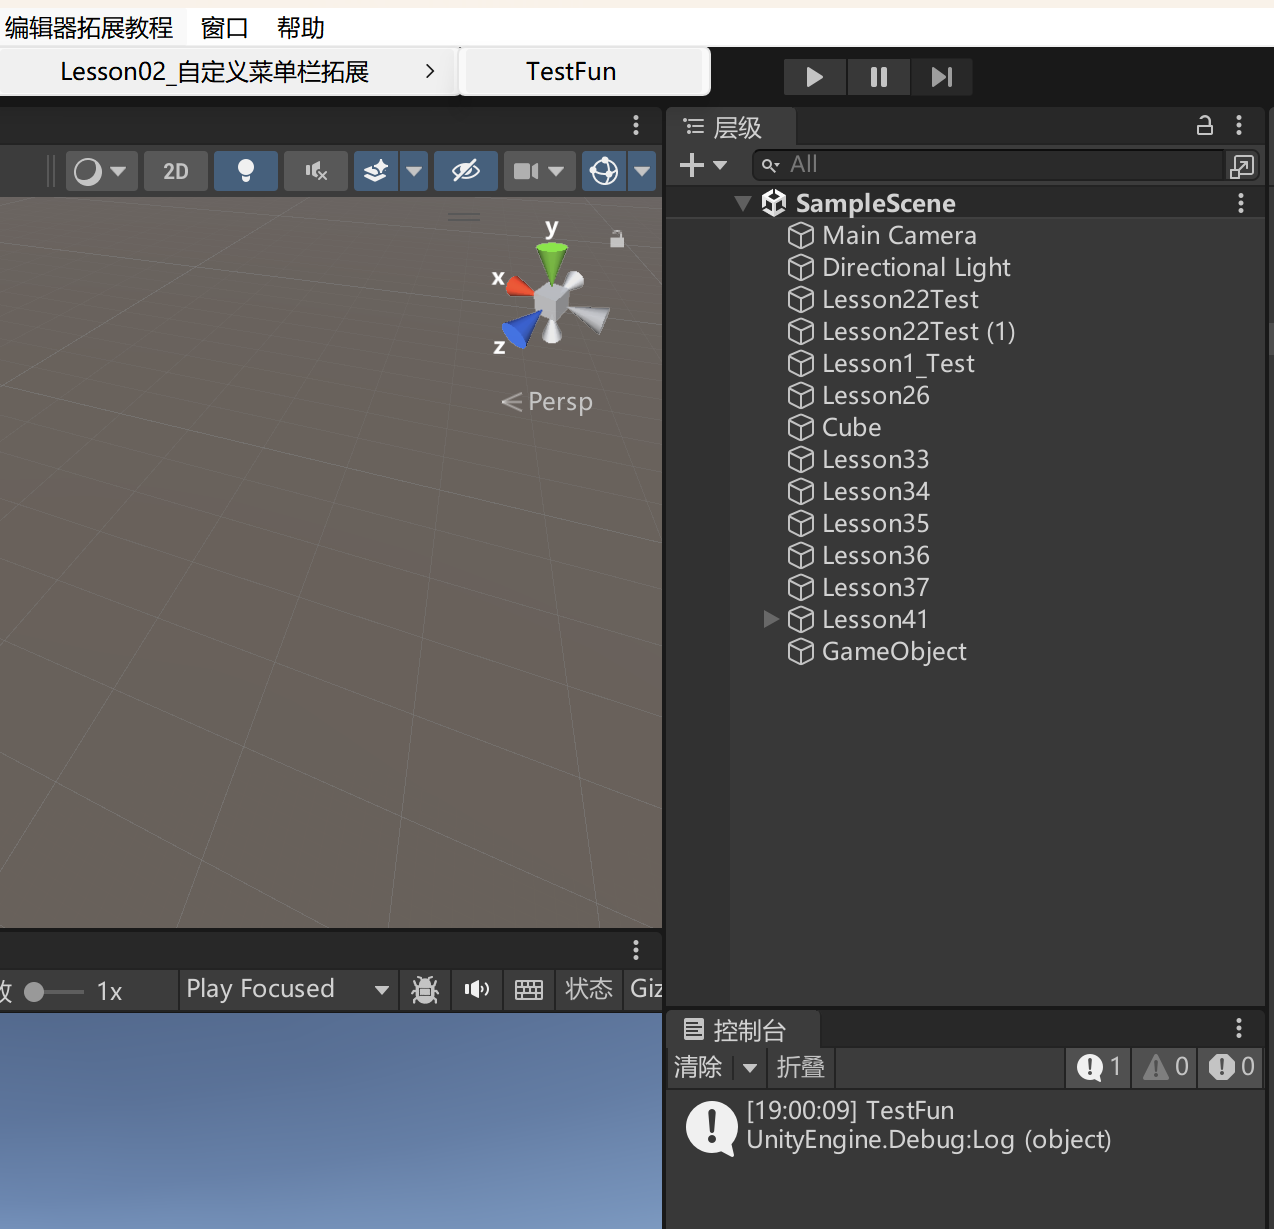 编辑器拓展教程 窗口 帮助
Lesson02_自定义菜单栏拓展 TestFun
层级
2D
All
SampleScene
Main Camera
Directional Light
Lesson22Test
Lesson22Test (1)
Lesson1_Test
Lesson26
Cube
Lesson33
Lesson34
Lesson35
Lesson36
Lesson37
Lesson41
GameObject
y
x
z
Persp
1x Play Focused 状态 Giz
控制台
清除 折叠 1 0 0
[19:00:09] TestFun
UnityEngine.Debug:Log (object)